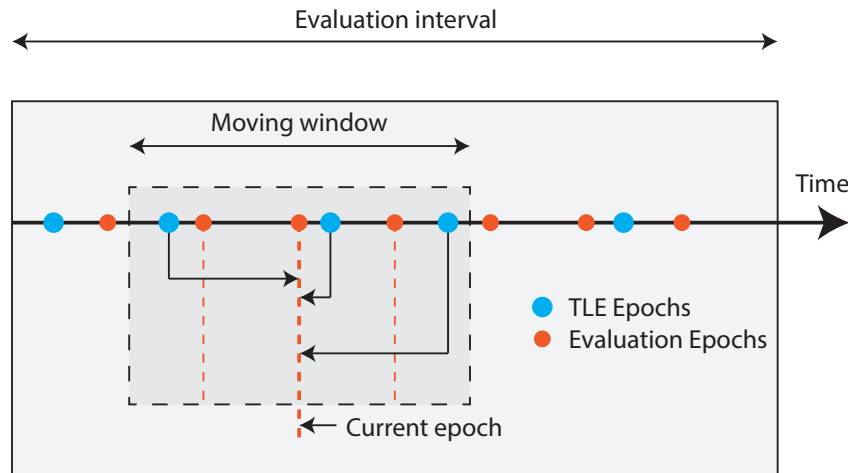 Evaluation interval
Moving window
Time
TLE Epochs
Evaluation Epochs
Current epoch